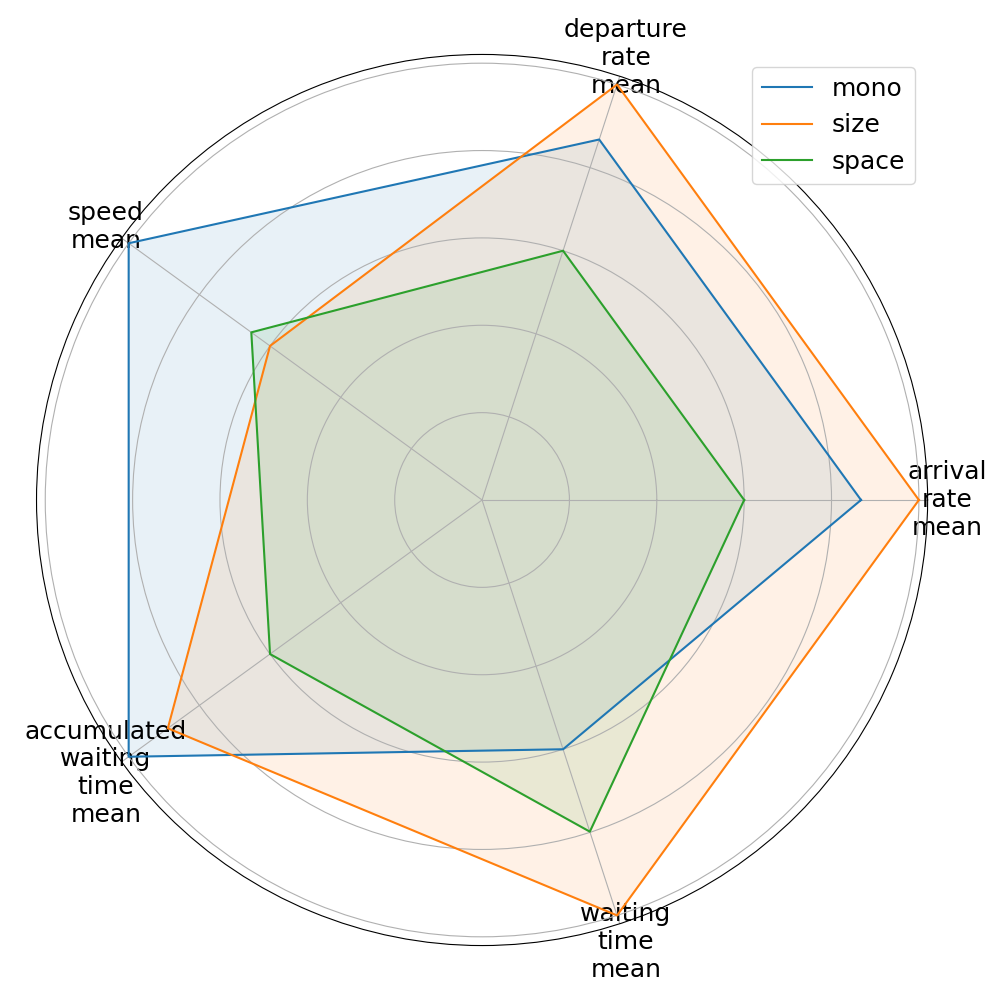 departure
rate
mean
mono
size
space
speed
mean
arrival
rate
mean
accumulated
waiting
time
mean
waiting
time
mean